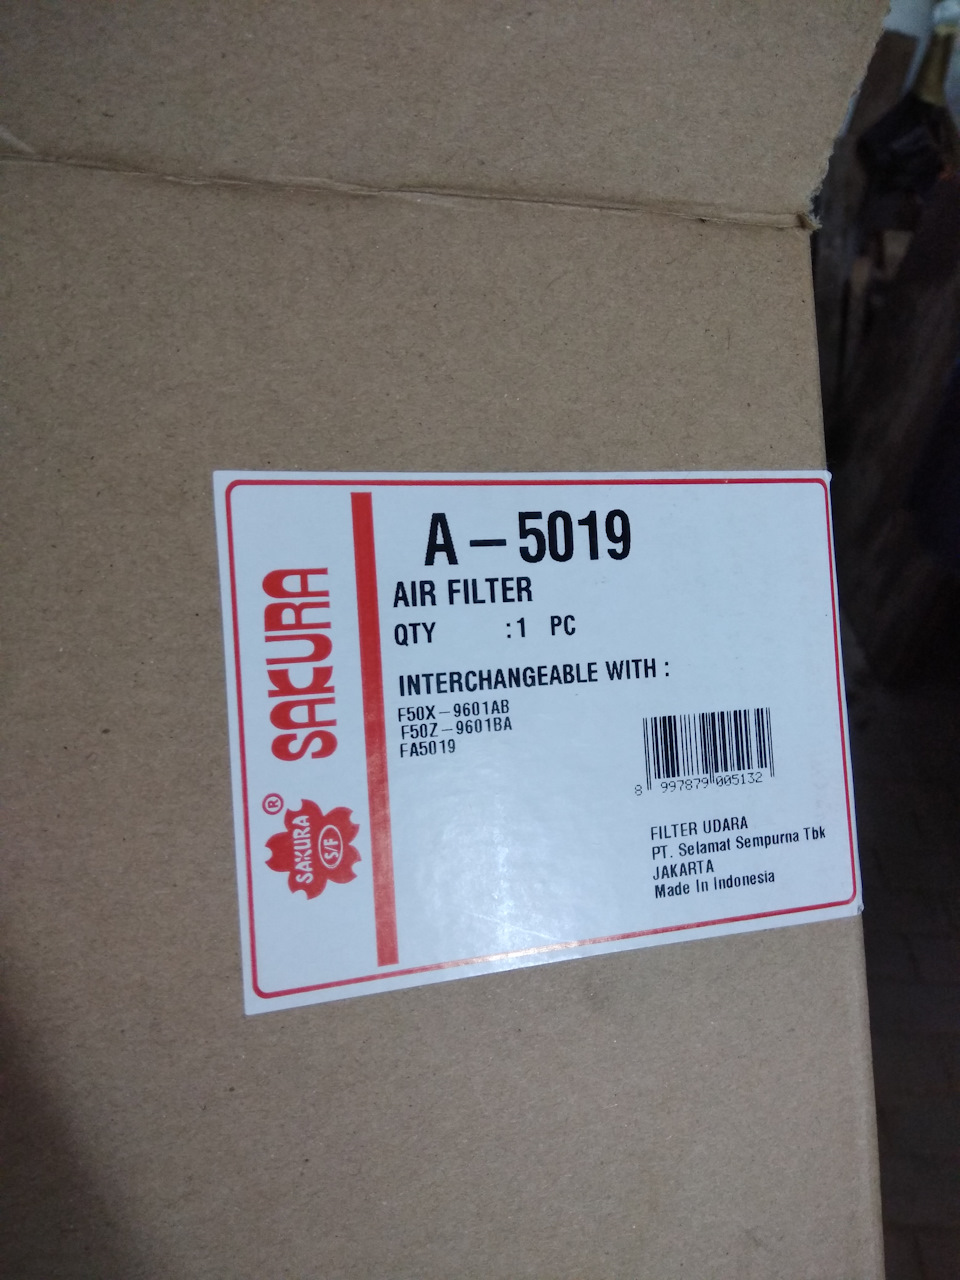 A-5019
AIR FILTER
QTY :1 PC
INTERCHANGEABLE WITH :
F50X-9601AB
F50Z-9601BA
FA5019
8 997879 005132
FILTER UDARA
PT. Selamat Sempurna Tbk
JAKARTA
Made In Indonesia
SAKURA
®
SAKURA
S/F